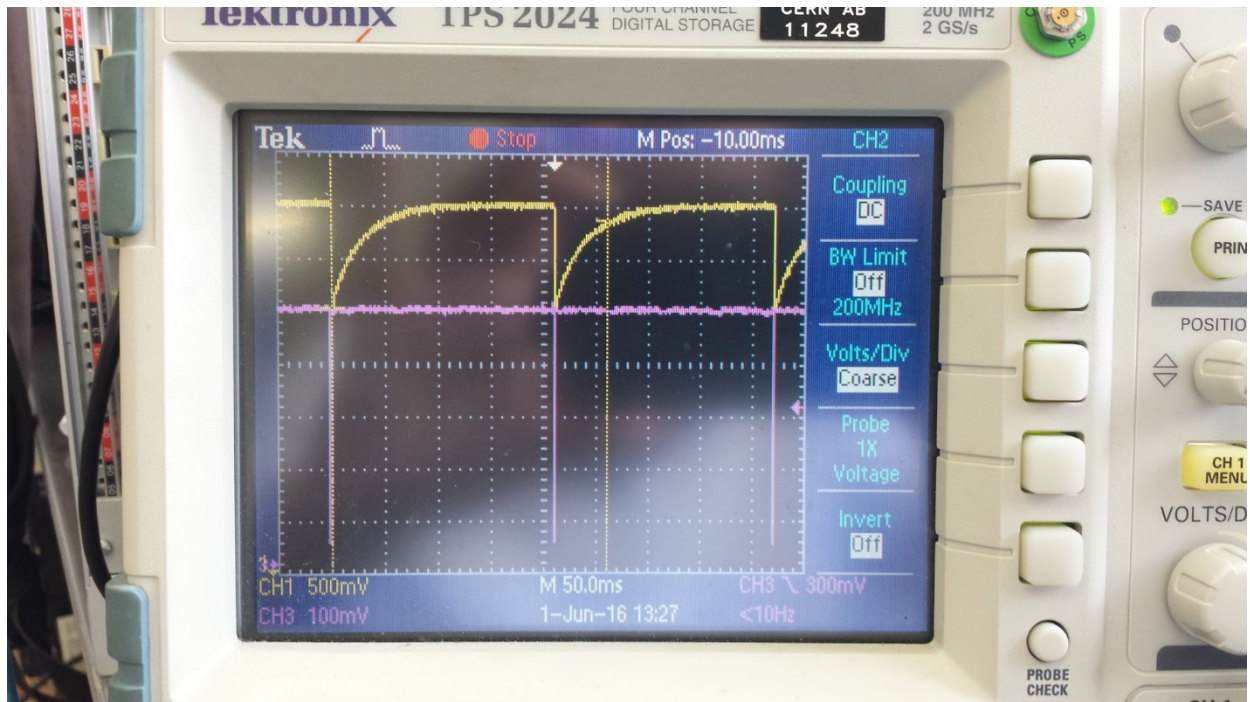 Tektronix TPS 2024 FOUR CHANNEL DIGITAL STORAGE CERN AB 11248 200 MHz 2 GS/s
PS
Tek Stop M Pos: -10.00ms CH2
Coupling
DC
BW Limit
Off
200MHz
Volts/Div
Coarse
Probe
1X
Voltage
Invert
Off
3
CH1 500mV M 50.0ms CH3 300mV
CH3 100mV 1-Jun-16 13:27 <10Hz
SAVE
PRIN
POSITIO
CH 1
MENU
VOLTS/D
PROBE
CHECK